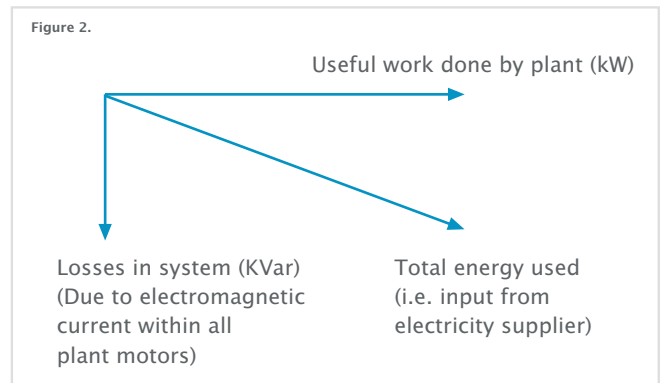 Figure 2.
Useful work done by plant (kW)
Losses in system (KVar)
(Due to electromagnetic
current within all
plant motors)
Total energy used
(i.e. input from
electricity supplier)